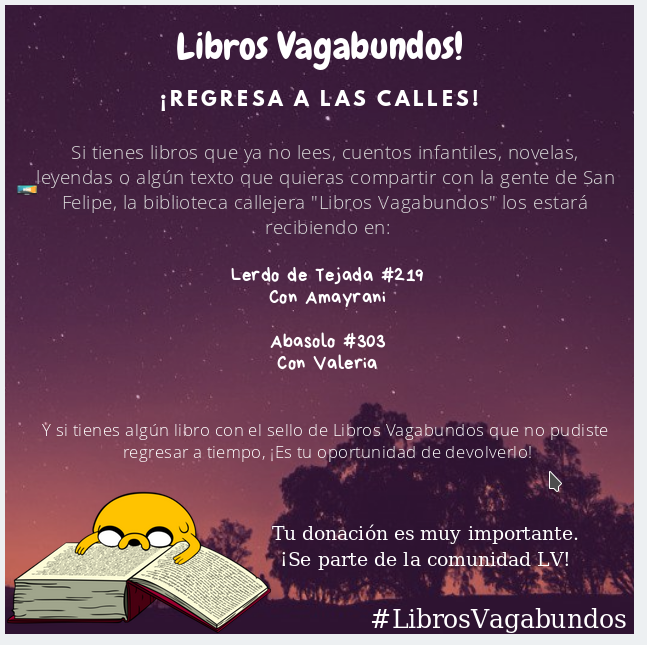 Libros Vagabundos!
¡REGRESA A LAS CALLES!
Si tienes libros que ya no lees, cuentos infantiles, novelas,
leyendas o algún texto que quieras compartir con la gente de San
Felipe, la biblioteca callejera "Libros Vagabundos" los estará
recibiendo en:
Lerdo de Tejada #219
Con Amayrani
Abasolo #303
Con Valeria
Y si tienes algún libro con el sello de Libros Vagabundos que no pudiste
regresar a tiempo, ¡Es tu oportunidad de devolverlo!
Tu donación es muy importante.
¡Se parte de la comunidad LV!
#LibrosVagabundos